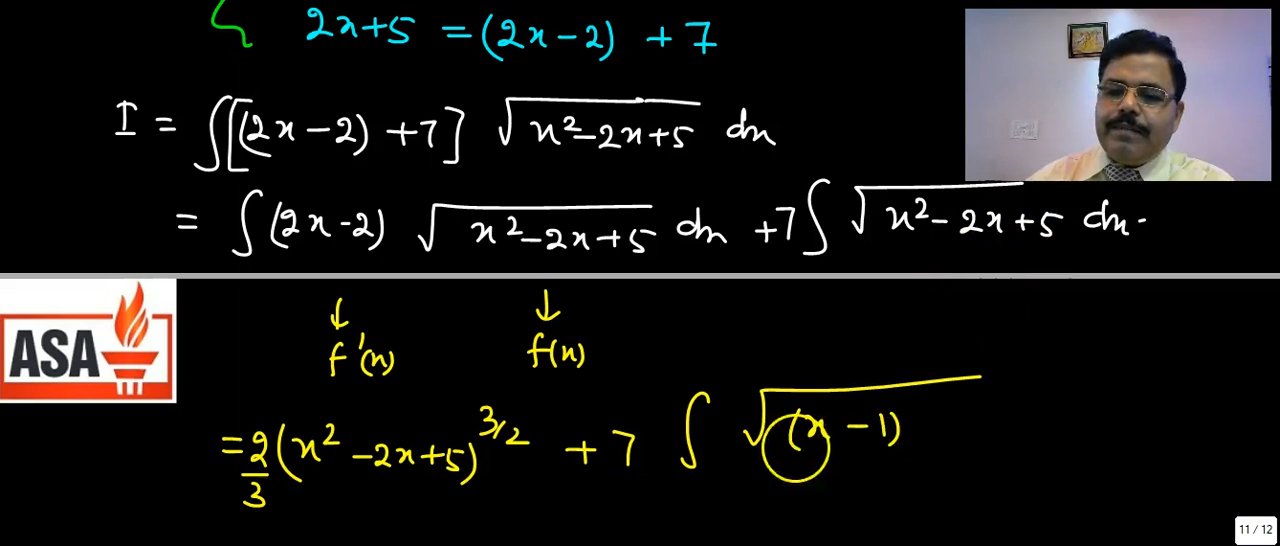 2x+5 = (2x-2) + 7
I = ∫[(2x-2) +7] √(x²-2x+5) dx
= ∫(2x-2) √(x²-2x+5) dx +7∫ √(x²-2x+5) dx.
ASA
↓ ↓
f'(x) f(x)
= 2/3 (x²-2x+5)^3/2 + 7 ∫ √(x-1)
11 / 12